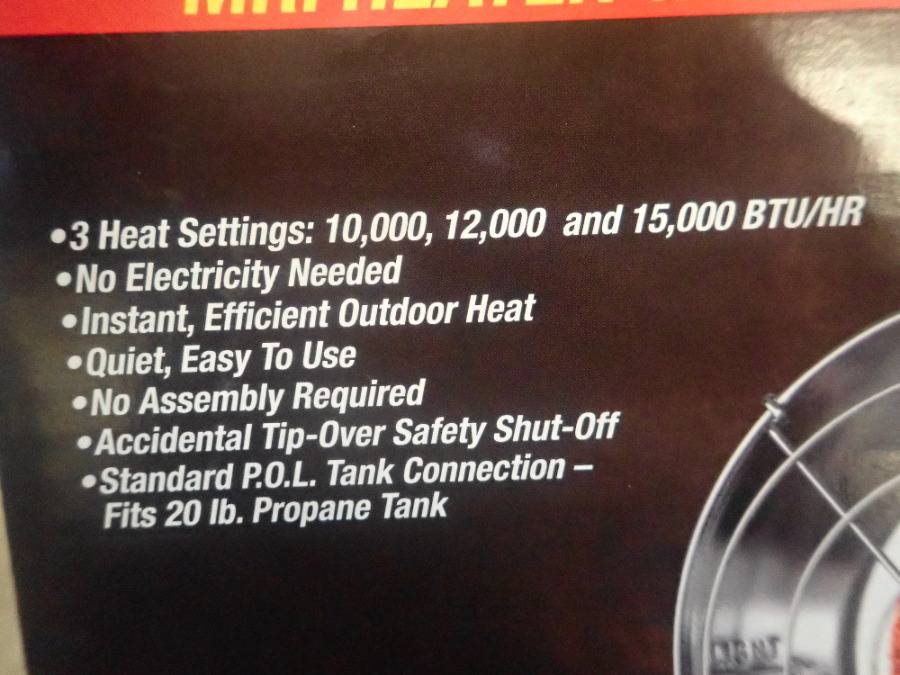 MR. HEATER
•3 Heat Settings: 10,000, 12,000 and 15,000 BTU/HR
•No Electricity Needed
•Instant, Efficient Outdoor Heat
•Quiet, Easy To Use
•No Assembly Required
•Accidental Tip-Over Safety Shut-Off
•Standard P.O.L. Tank Connection –
Fits 20 lb. Propane Tank